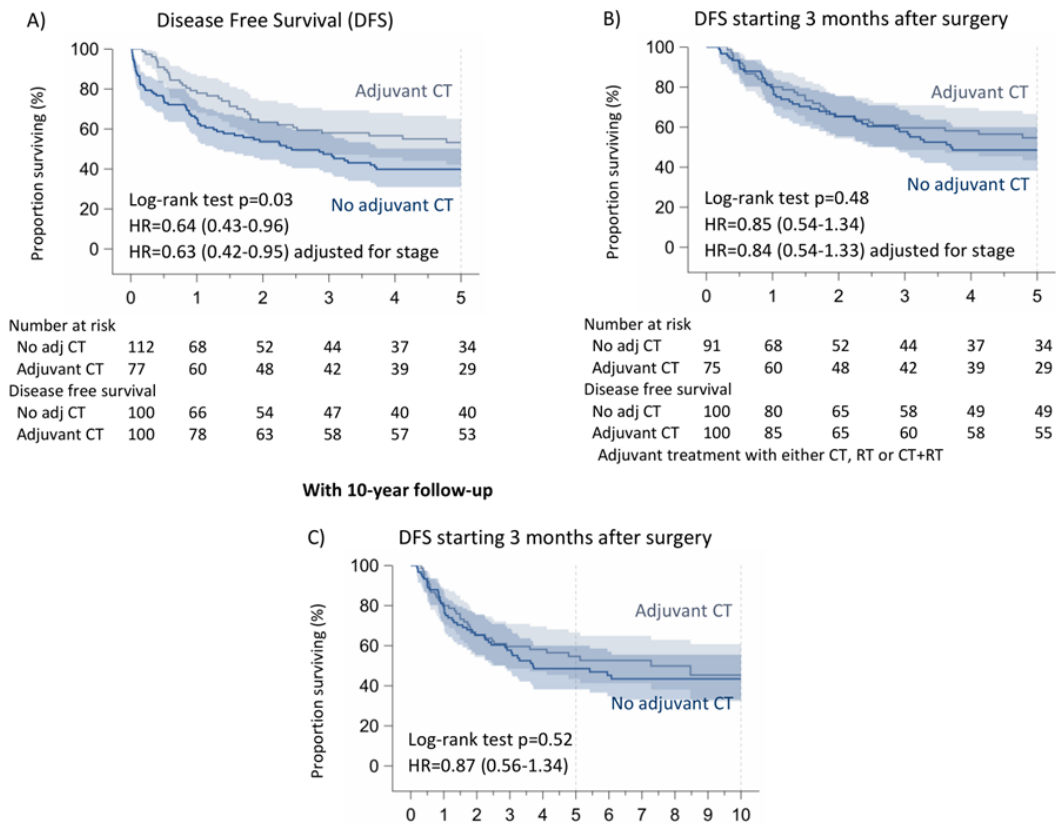 A) Disease Free Survival (DFS)
Proportion surviving (%)
100
80
60
40
20
0
Adjuvant CT
No adjuvant CT
Log-rank test p=0.03
HR=0.64 (0.43-0.96)
HR=0.63 (0.42-0.95) adjusted for stage
0 1 2 3 4 5
Number at risk
No adj CT 112 68 52 44 37 34
Adjuvant CT 77 60 48 42 39 29
Disease free survival
No adj CT 100 66 54 47 40 40
Adjuvant CT 100 78 63 58 57 53
B) DFS starting 3 months after surgery
Proportion surviving (%)
100
80
60
40
20
0
Adjuvant CT
No adjuvant CT
Log-rank test p=0.48
HR=0.85 (0.54-1.34)
HR=0.84 (0.54-1.33) adjusted for stage
0 1 2 3 4 5
Number at risk
No adj CT 91 68 52 44 37 34
Adjuvant CT 75 60 48 42 39 29
Disease free survival
No adj CT 100 80 65 58 49 49
Adjuvant CT 100 85 65 60 58 55
Adjuvant treatment with either CT, RT or CT+RT
With 10-year follow-up
C) DFS starting 3 months after surgery
Proportion surviving (%)
100
80
60
40
20
0
Adjuvant CT
No adjuvant CT
Log-rank test p=0.52
HR=0.87 (0.56-1.34)
0 1 2 3 4 5 6 7 8 9 10